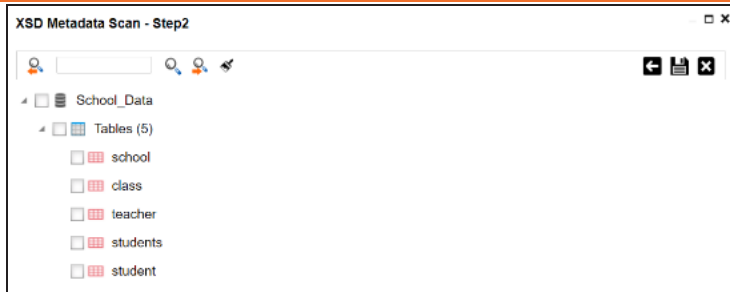 XSD Metadata Scan - Step2
School_Data
Tables (5)
school
class
teacher
students
student